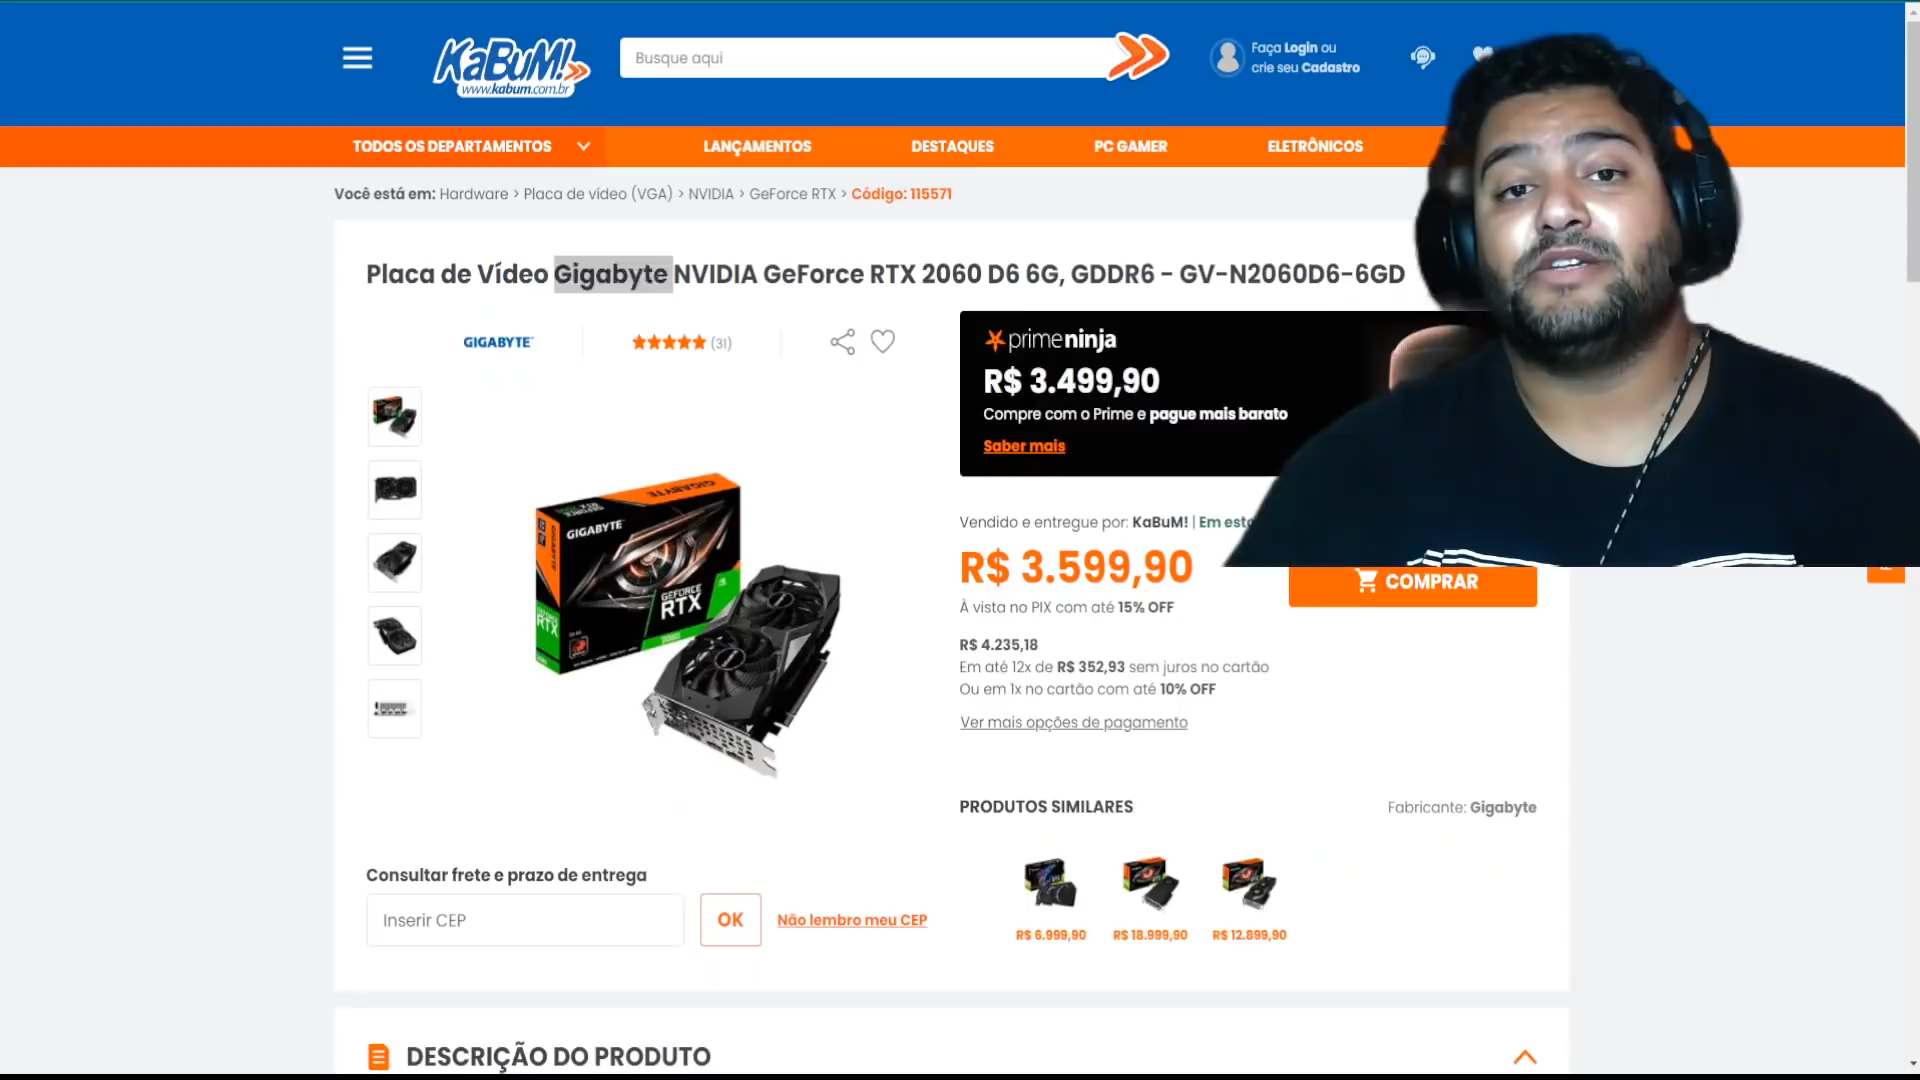 KaBuM!
www.kabum.com.br
Busque aqui
Faça Login ou
crie seu Cadastro
TODOS OS DEPARTAMENTOS
LANÇAMENTOS
DESTAQUES
PC GAMER
ELETRÔNICOS
Você está em: Hardware > Placa de vídeo (VGA) > NVIDIA > GeForce RTX > Código: 115571
Placa de Vídeo Gigabyte NVIDIA GeForce RTX 2060 D6 6G, GDDR6 - GV-N2060D6-6GD
GIGABYTE
(31)
primeninja
R$ 3.499,90
Compre com o Prime e pague mais barato
Saber mais
GIGABYTE
GIGABYTE
GEFORCE
RTX
2060
Vendido e entregue por: KaBuM! | Em
R$ 3.599,90
COMPRAR
À vista no PIX com até 15% OFF
R$ 4.235,18
Em até 12x de R$ 352,93 sem juros no cartão
Ou em 1x no cartão com até 10% OFF
Ver mais opções de pagamento
PRODUTOS SIMILARES
Fabricante: Gigabyte
R$ 6.999,90
R$ 18.999,90
R$ 12.899,90
Consultar frete e prazo de entrega
Inserir CEP
OK
Não lembro meu CEP
DESCRIÇÃO DO PRODUTO